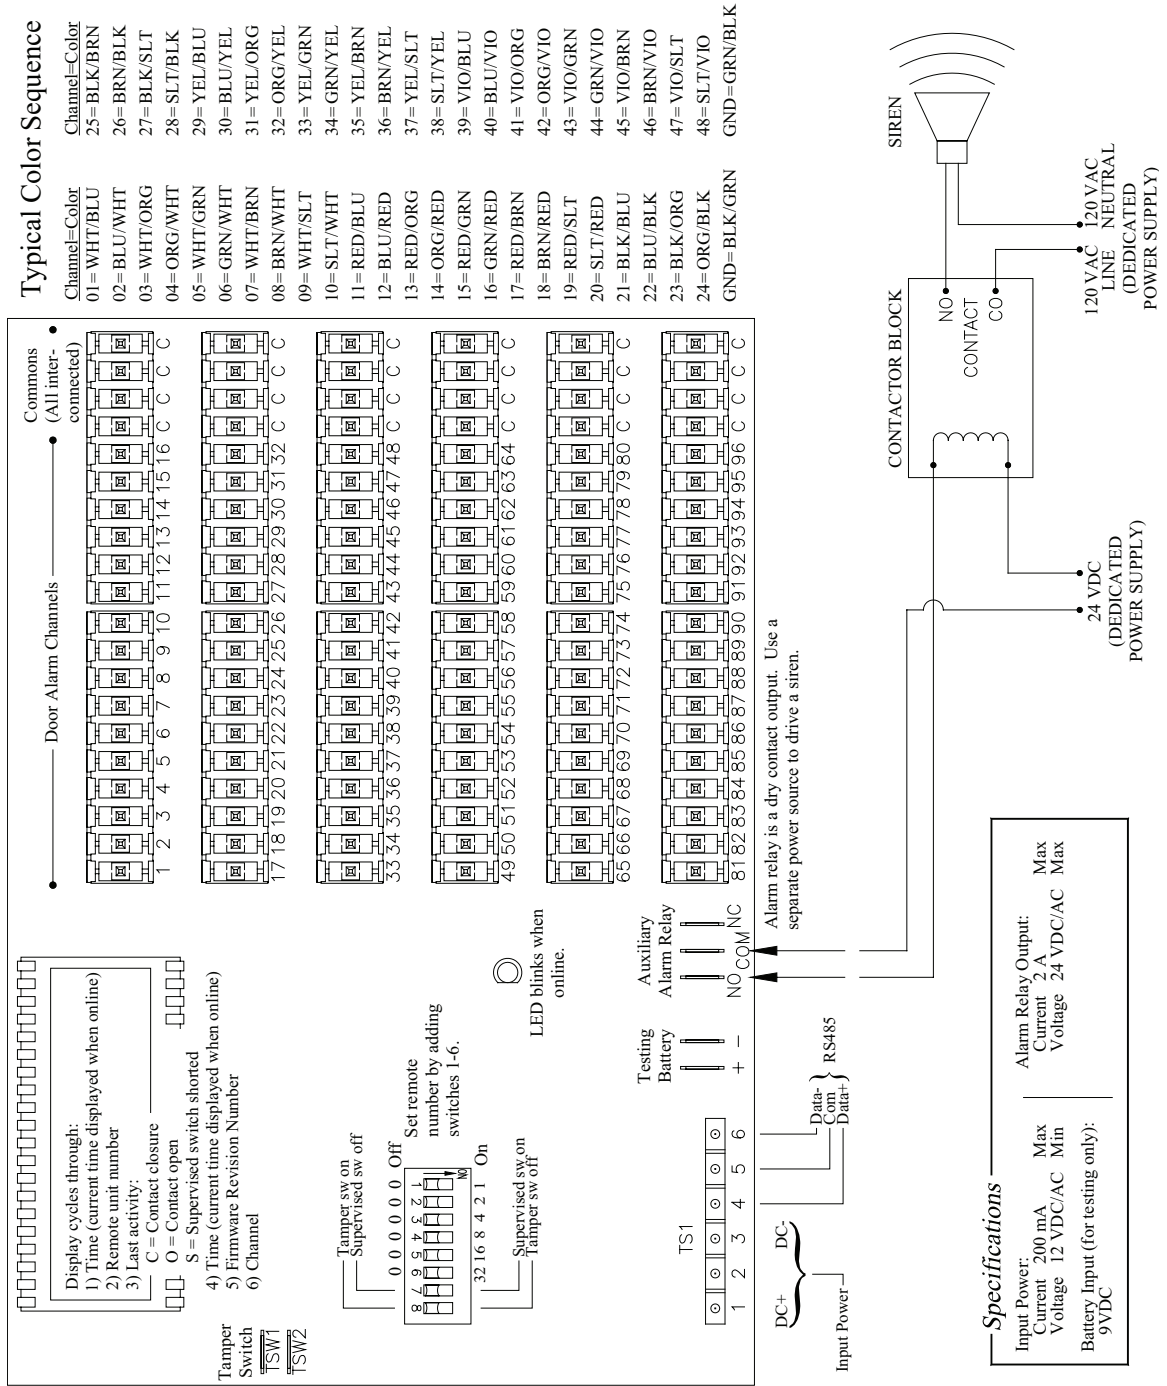 Typical Color Sequence
Channel=Color
01=WHT/BLU
02=BLU/WHT
03=WHT/ORG
04=ORG/WHT
05=WHT/GRN
06=GRN/WHT
07=WHT/BRN
08=BRN/WHT
09=WHT/SLT
10=SLT/WHT
11=RED/BLU
12=BLU/RED
13=RED/ORG
14=ORG/RED
15=RED/GRN
16=GRN/RED
17=RED/BRN
18=BRN/RED
19=RED/SLT
20=SLT/RED
21=BLK/BLU
22=BLU/BLK
23=BLK/ORG
24=ORG/BLK
GND=BLK/GRN
Channel=Color
25=BLK/BRN
26=BRN/BLK
27=BLK/SLT
28=SLT/BLK
29=YEL/BLU
30=BLU/YEL
31=YEL/ORG
32=ORG/YEL
33=YEL/GRN
34=GRN/YEL
35=YEL/BRN
36=BRN/YEL
37=YEL/SLT
38=SLT/YEL
39=VIO/BLU
40=BLU/VIO
41=VIO/ORG
42=ORG/VIO
43=VIO/GRN
44=GRN/VIO
45=VIO/BRN
46=BRN/VIO
47=VIO/SLT
48=SLT/VIO
GND=GRN/BLK
Display cycles through:
1) Time (current time displayed when online)
2) Remote unit number
3) Last activity:
C = Contact closure
O = Contact open
S = Supervised switch shorted
4) Time (current time displayed when online)
5) Firmware Revision Number
6) Channel
Door Alarm Channels
Commons
(All inter-
connected)
1 2 3 4 5 6 7 8 9 10 11 12 13 14 15 16 C C C C
17 18 19 20 21 22 23 24 25 26 27 28 29 30 31 32 C C C C
33 34 35 36 37 38 39 40 41 42 43 44 45 46 47 48 C C C C
49 50 51 52 53 54 55 56 57 58 59 60 61 62 63 64 C C C C
65 66 67 68 69 70 71 72 73 74 75 76 77 78 79 80 C C C C
81 82 83 84 85 86 87 88 89 90 91 92 93 94 95 96 C C C C
Tamper
Switch
TSW1
TSW2
Tamper sw on
Supervised sw off
0 0 0 0 0 0 Off
8 7 6 5 4 3 2 1
NO
32 16 8 4 2 1 On
Supervised sw on
Tamper sw off
Set remote
number by adding
switches 1-6.
LED blinks when
online.
TS1
1 2 3 4 5 6
DC+ DC-
Input Power
Data-
Com
Data+
RS485
Testing
Battery
+ -
Auxiliary
Alarm Relay
NO COM NC
Alarm relay is a dry contact output. Use a
separate power source to drive a siren.
CONTACTOR BLOCK
NO
CONTACT
CO
SIREN
24 VDC
(DEDICATED
POWER SUPPLY)
120 VAC
LINE
120 VAC
NEUTRAL
(DEDICATED
POWER SUPPLY)
Specifications
Input Power:
Current 200 mA Max
Voltage 12 VDC/AC Min
Battery Input (for testing only):
9VDC
Alarm Relay Output:
Current 2 A Max
Voltage 24 VDC/AC Max